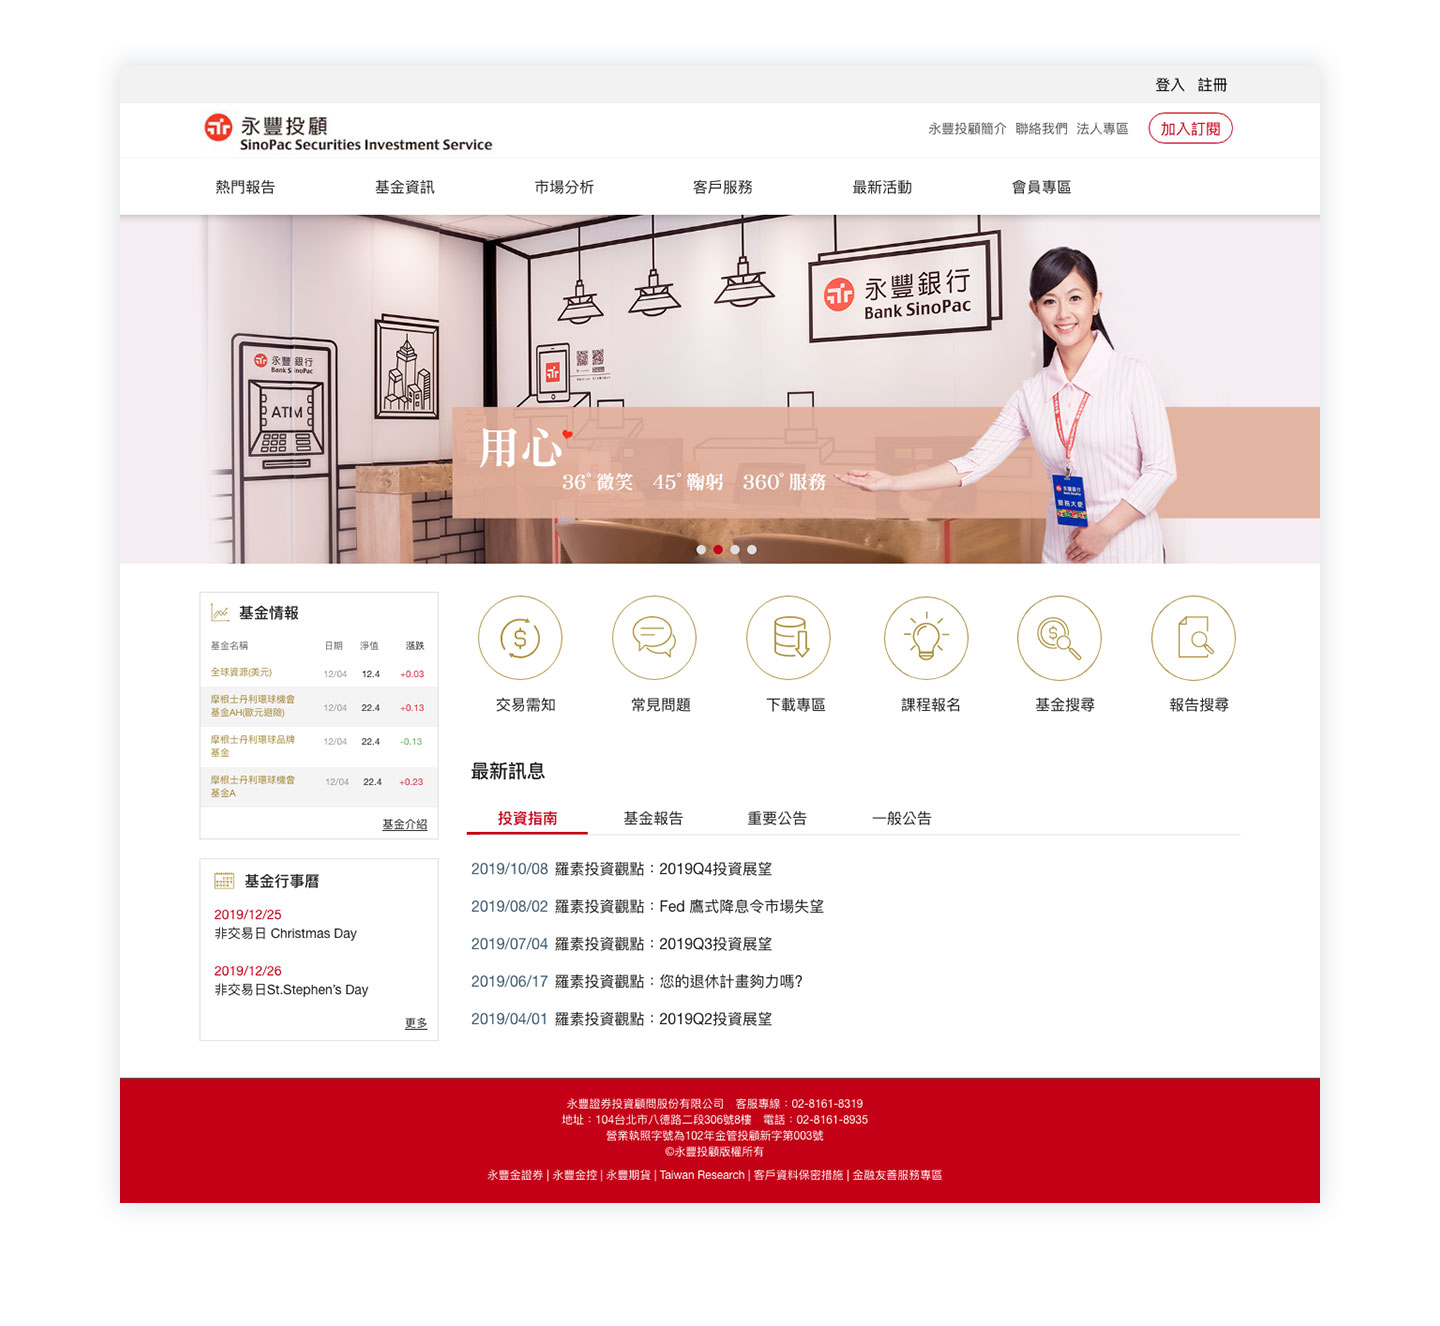 登入 註冊
永豐投顧
SinoPac Securities Investment Service
永豐投顧簡介 聯絡我們 法人專區 加入訂閱
熱門報告 基金資訊 市場分析 客戶服務 最新活動 會員專區
永豐銀行
Bank SinoPac
永豐銀行
Bank SinoPac
ATM
用心
36°微笑 45°鞠躬 360°服務
永豐銀行
Bank SinoPac
服務大使
基金情報
基金名稱 日期 淨值 漲跌
全球資源(美元) 12/04 12.4 +0.03
摩根士丹利環球機會
基金AH(歐元避險) 12/04 22.4 +0.13
摩根士丹利環球品牌
基金 12/04 22.4 -0.13
摩根士丹利環球機會
基金A 12/04 22.4 +0.23
基金介紹
基金行事曆
2019/12/25
非交易日 Christmas Day
2019/12/26
非交易日St.Stephen's Day
更多
交易需知 常見問題 下載專區 課程報名 基金搜尋 報告搜尋
最新訊息
投資指南 基金報告 重要公告 一般公告
2019/10/08 羅素投資觀點：2019Q4投資展望
2019/08/02 羅素投資觀點：Fed 鷹式降息令市場失望
2019/07/04 羅素投資觀點：2019Q3投資展望
2019/06/17 羅素投資觀點：您的退休計畫夠力嗎?
2019/04/01 羅素投資觀點：2019Q2投資展望
永豐證券投資顧問股份有限公司 客服專線：02-8161-8319
地址：104台北市八德路二段306號8樓 電話：02-8161-8935
營業執照字號為102年金管投顧新字第003號
©永豐投顧版權所有
永豐金證券 | 永豐金控 | 永豐期貨 | Taiwan Research | 客戶資料保密措施 | 金融友善服務專區